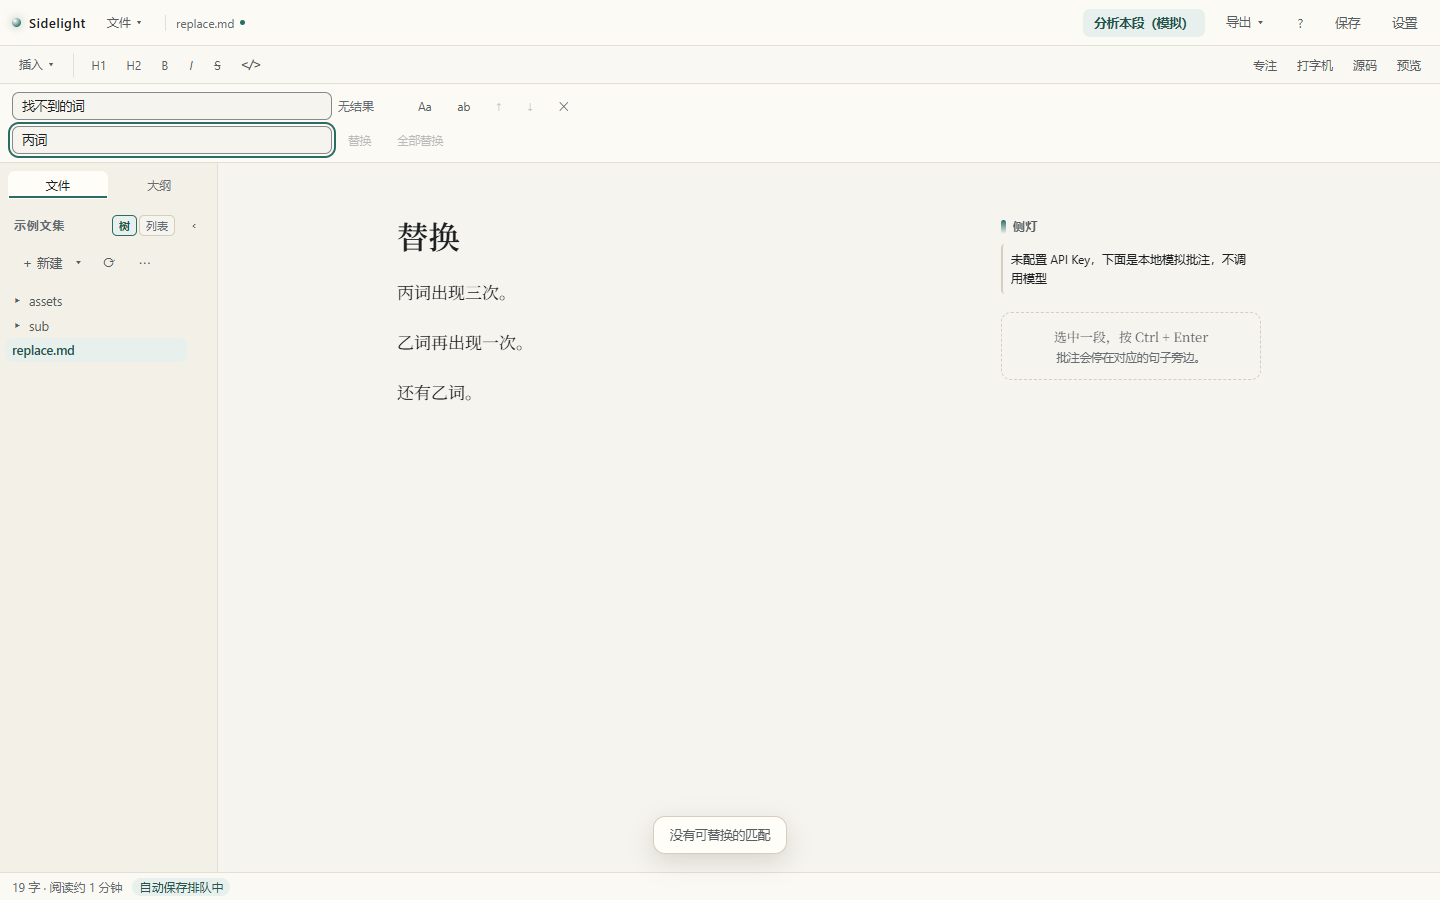 Sidelight 文件 ▾ replace.md ● 分析本段（模拟） 导出 ▾ ? 保存 设置
插入 ▾ H1 H2 B I S </> 专注 打字机 源码 预览
找不到的词 无结果 Aa ab ↑ ↓ ×
丙词 替换 全部替换
文件 大纲
示例文集 树 列表 ‹
+ 新建 ▾ ⟳ ···
▸ assets
▸ sub
replace.md
替换
丙词出现三次。
乙词再出现一次。
还有乙词。
侧灯
未配置 API Key，下面是本地模拟批注，不调
用模型
选中一段，按 Ctrl + Enter
批注会停在对应的句子旁边。
没有可替换的匹配
19 字 · 阅读约 1 分钟 自动保存排队中